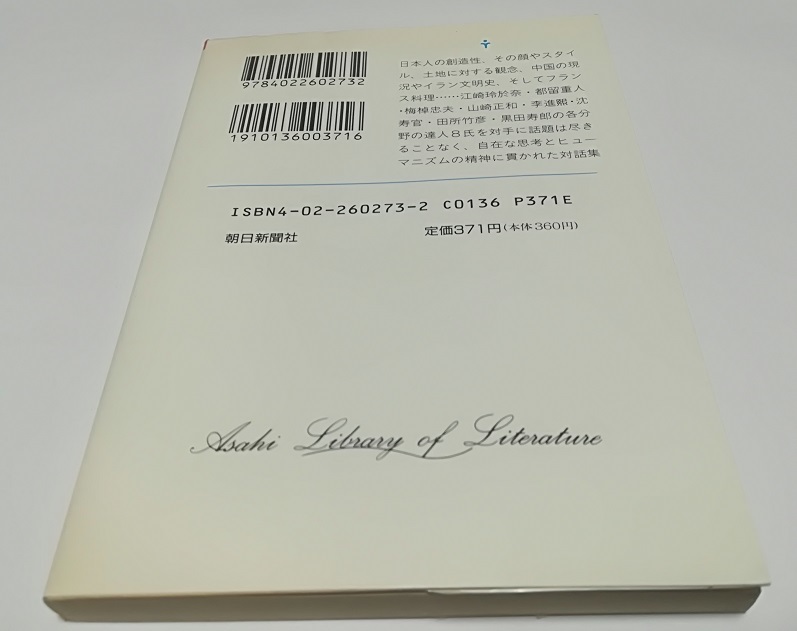 9784022602732
1910136003716
日本人の創造性、その顔やスタイ
ル、土地に対する観念、中国の現
況やイラン文明史、そしてフラン
ス料理……江崎玲於奈・都留重人
・梅棹忠夫・山崎正和・李進熙・沈
寿官・田所竹彦・黒田寿郎の各分
野の達人8氏を対手に話題は尽き
ることなく、自在な思考とヒュー
マニズムの精神に貫かれた対話集
ISBN4-02-260273-2 C0136 P371E
朝日新聞社
定価371円(本体360円)
Asahi Library of Literature